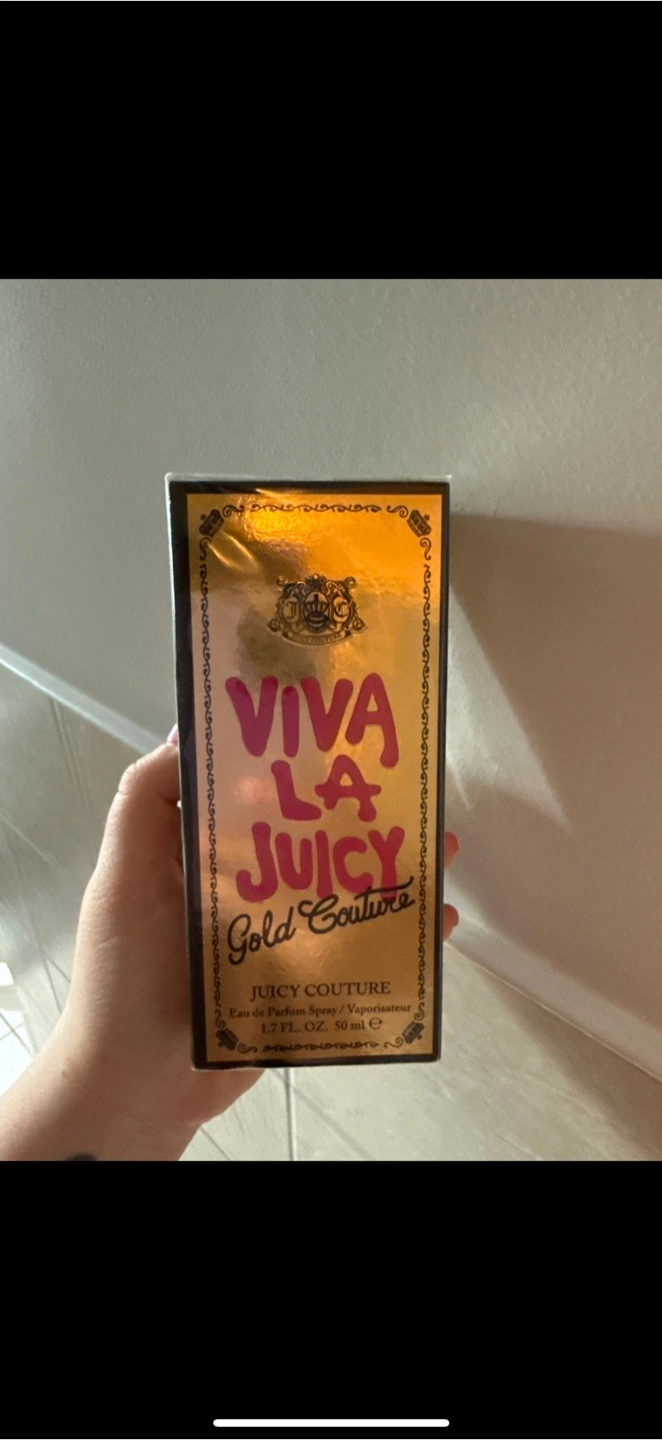 J C
VIVA
LA
JUICY
Gold Couture
JUICY COUTURE
Eau de Parfum Spray / Vaporisateur
1.7 FL. OZ. 50 ml ℮